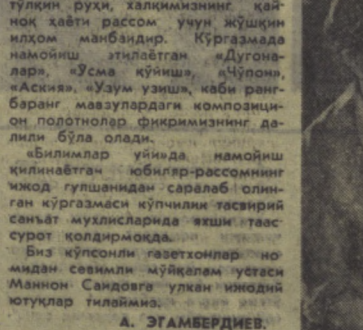 тўлқин руҳи, халқимизнинг қай-
ноқ ҳаёти рассом учун жўшқин
илҳом манбаидир. Кўргазмада
намойиш этилаётган «Дугона-
лар», «Ўсма қўйиш», «Чўпон»,
«Аския», «Узум узиш», каби ранг-
баранг мавзулардаги композици-
он полотнолар фикримизнинг да-
лили бўла олади.
«Билимлар уйи»да намойиш
қилинаётган юбиляр-рассомнинг
ижод гулшанидан саралаб олин-
ган кўргазмаси кўпчилик тасвирий
санъат мухлисларида яхши таас-
сурот қолдирмоқда.
Биз кўпсонли газетхонлар но-
мидан севимли мўйқалам устаси
Маннон Саидовга улкан ижодий
ютуқлар тилаймиз.
А. ЭГАМБЕРДИЕВ.